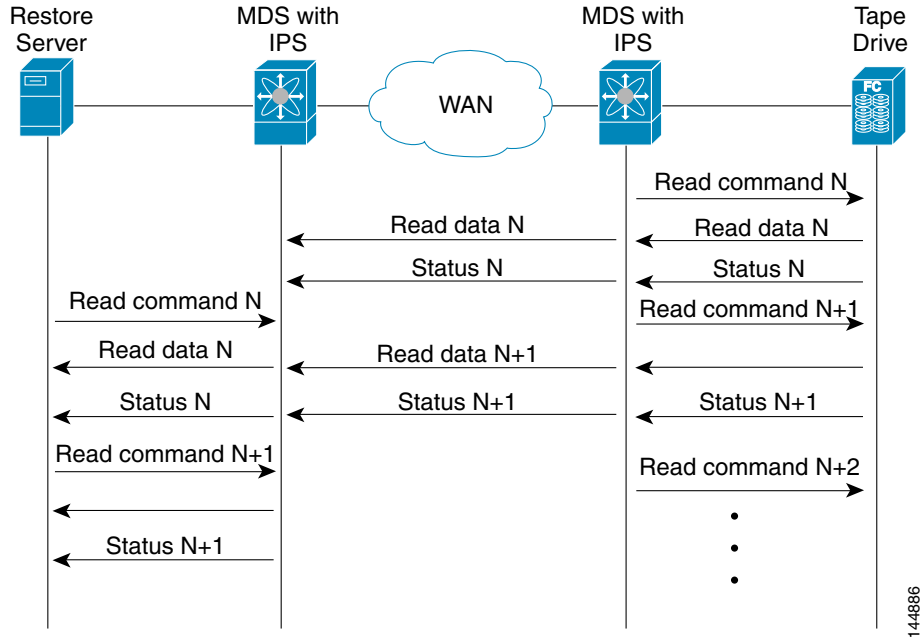 Restore
Server
MDS with
IPS
MDS with
IPS
Tape
Drive
WAN
FC
Read command N
Read data N
Read data N
Status N
Status N
Read command N
Read command N+1
Read data N
Read data N+1
Status N
Status N+1
Status N+1
Read command N+1
Read command N+2
Status N+1
144886